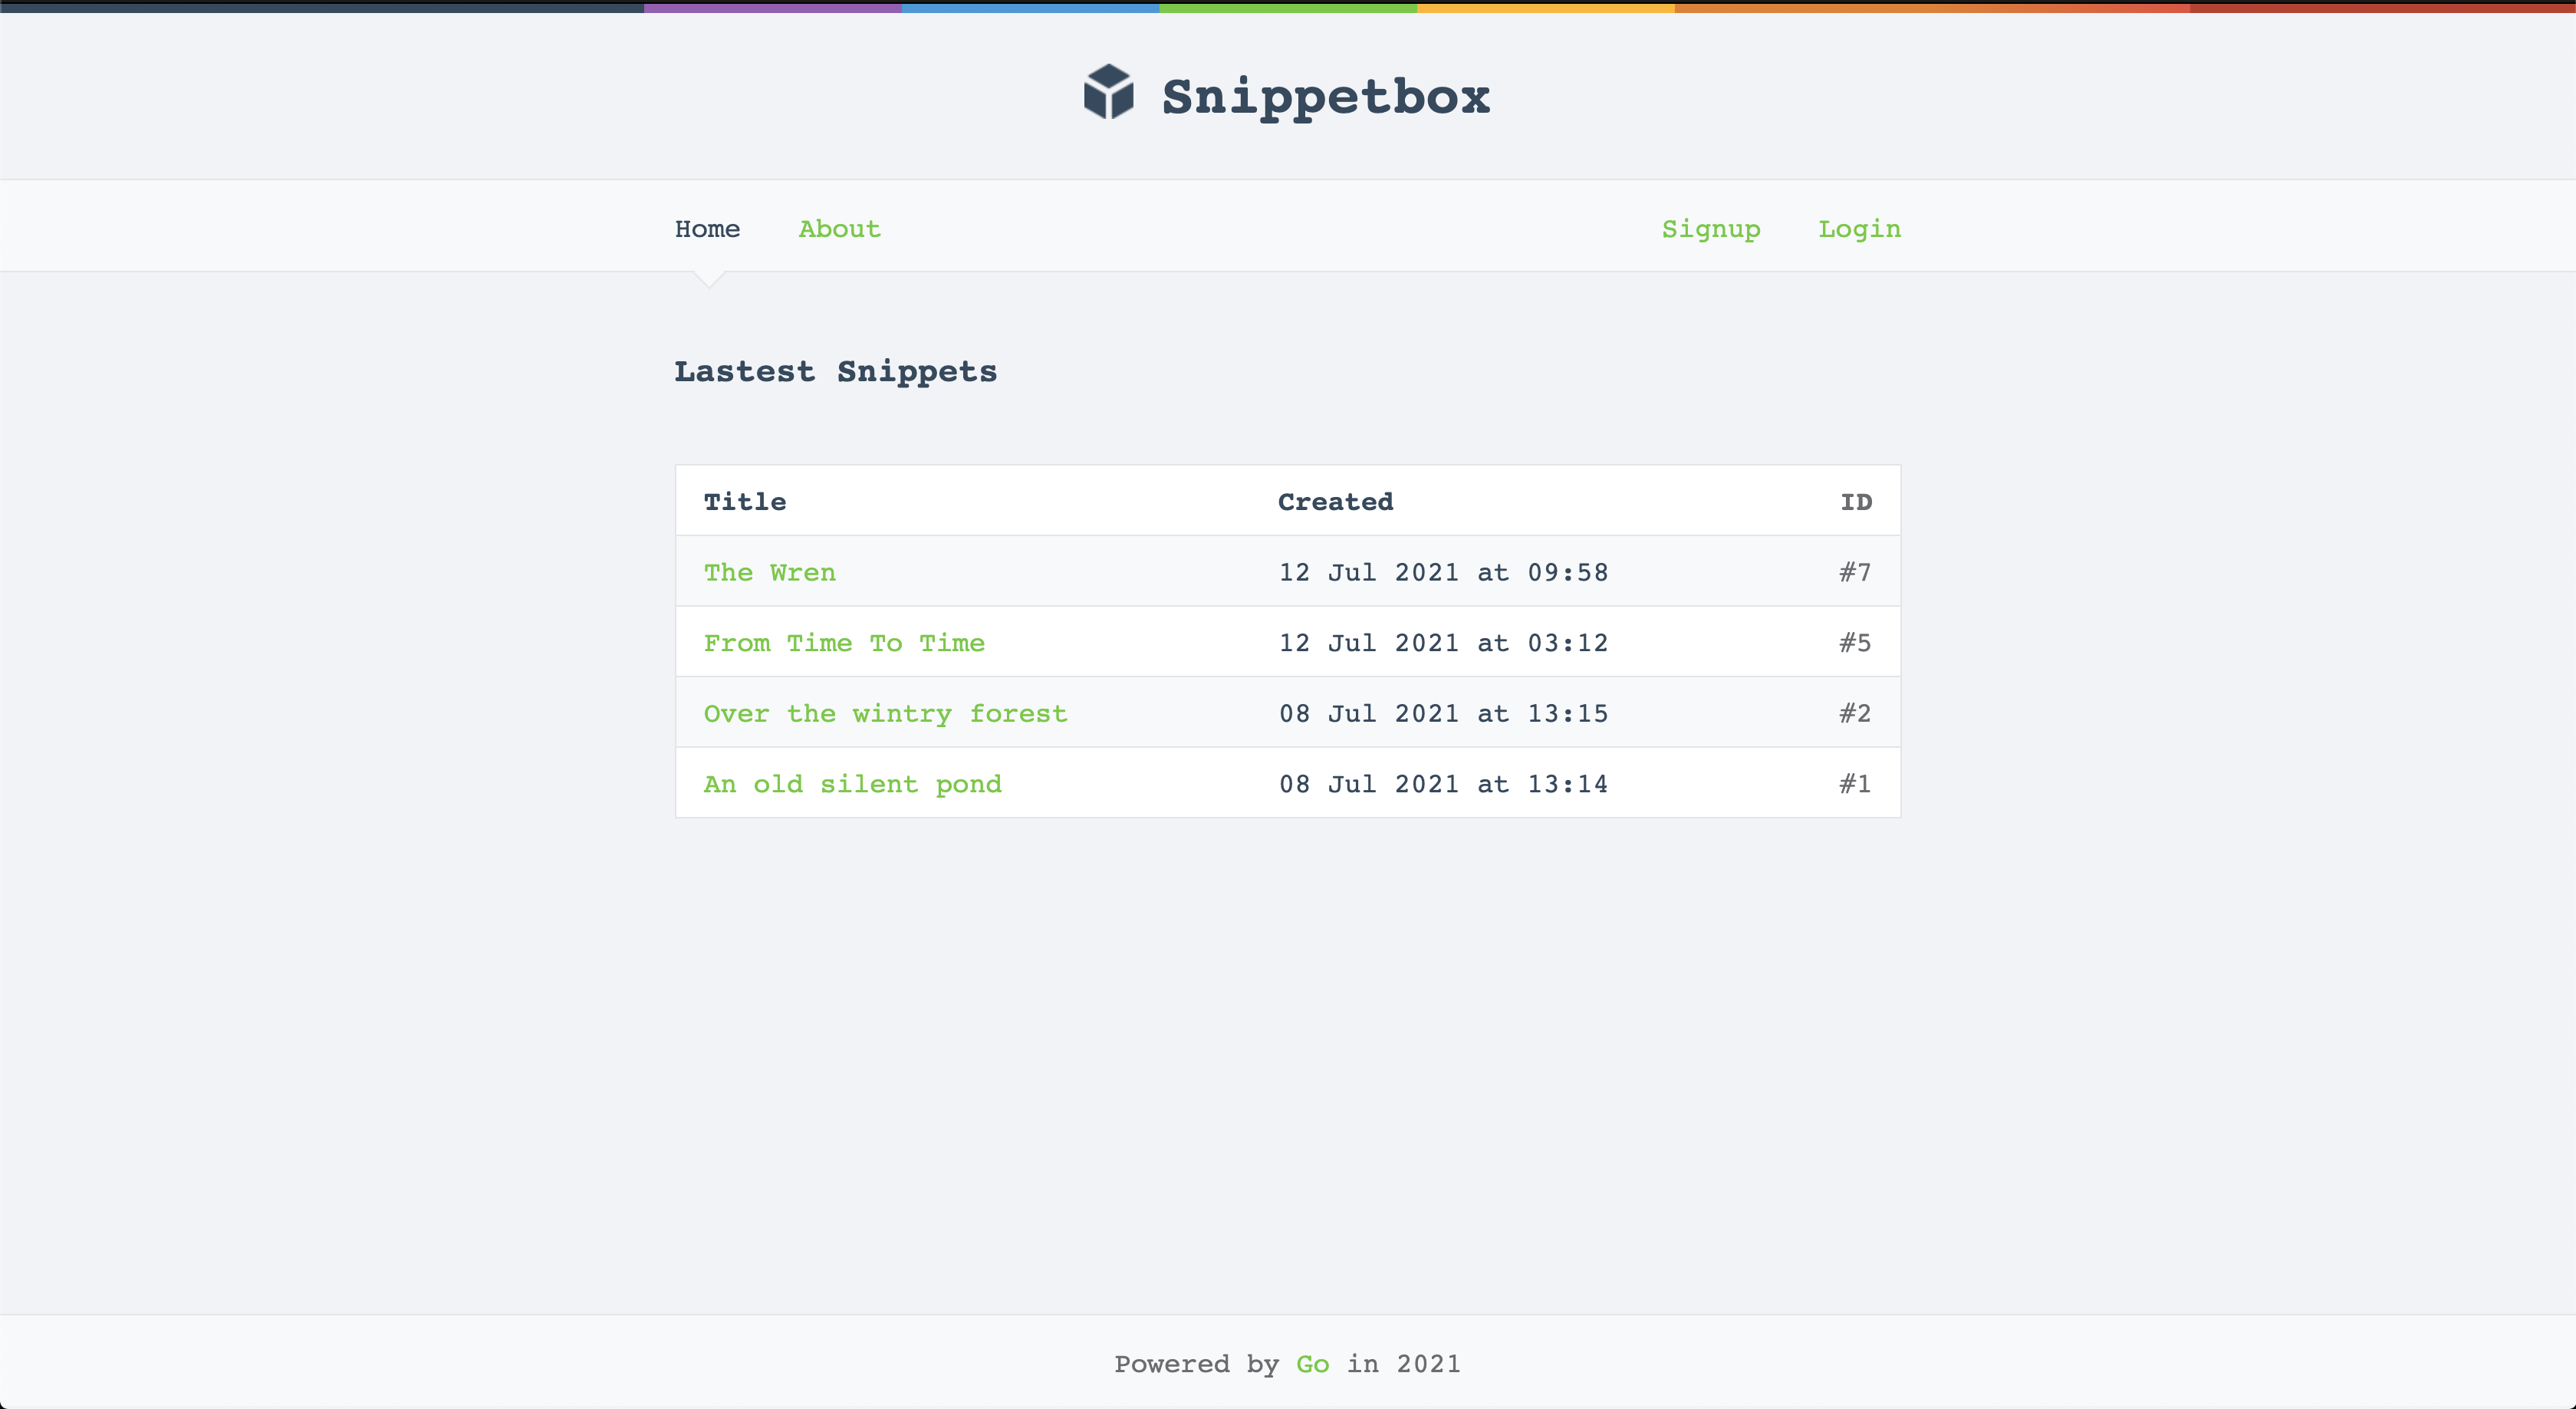 Snippetbox
Home About Signup Login
Lastest Snippets
Title Created ID
The Wren 12 Jul 2021 at 09:58 #7
From Time To Time 12 Jul 2021 at 03:12 #5
Over the wintry forest 08 Jul 2021 at 13:15 #2
An old silent pond 08 Jul 2021 at 13:14 #1
Powered by Go in 2021